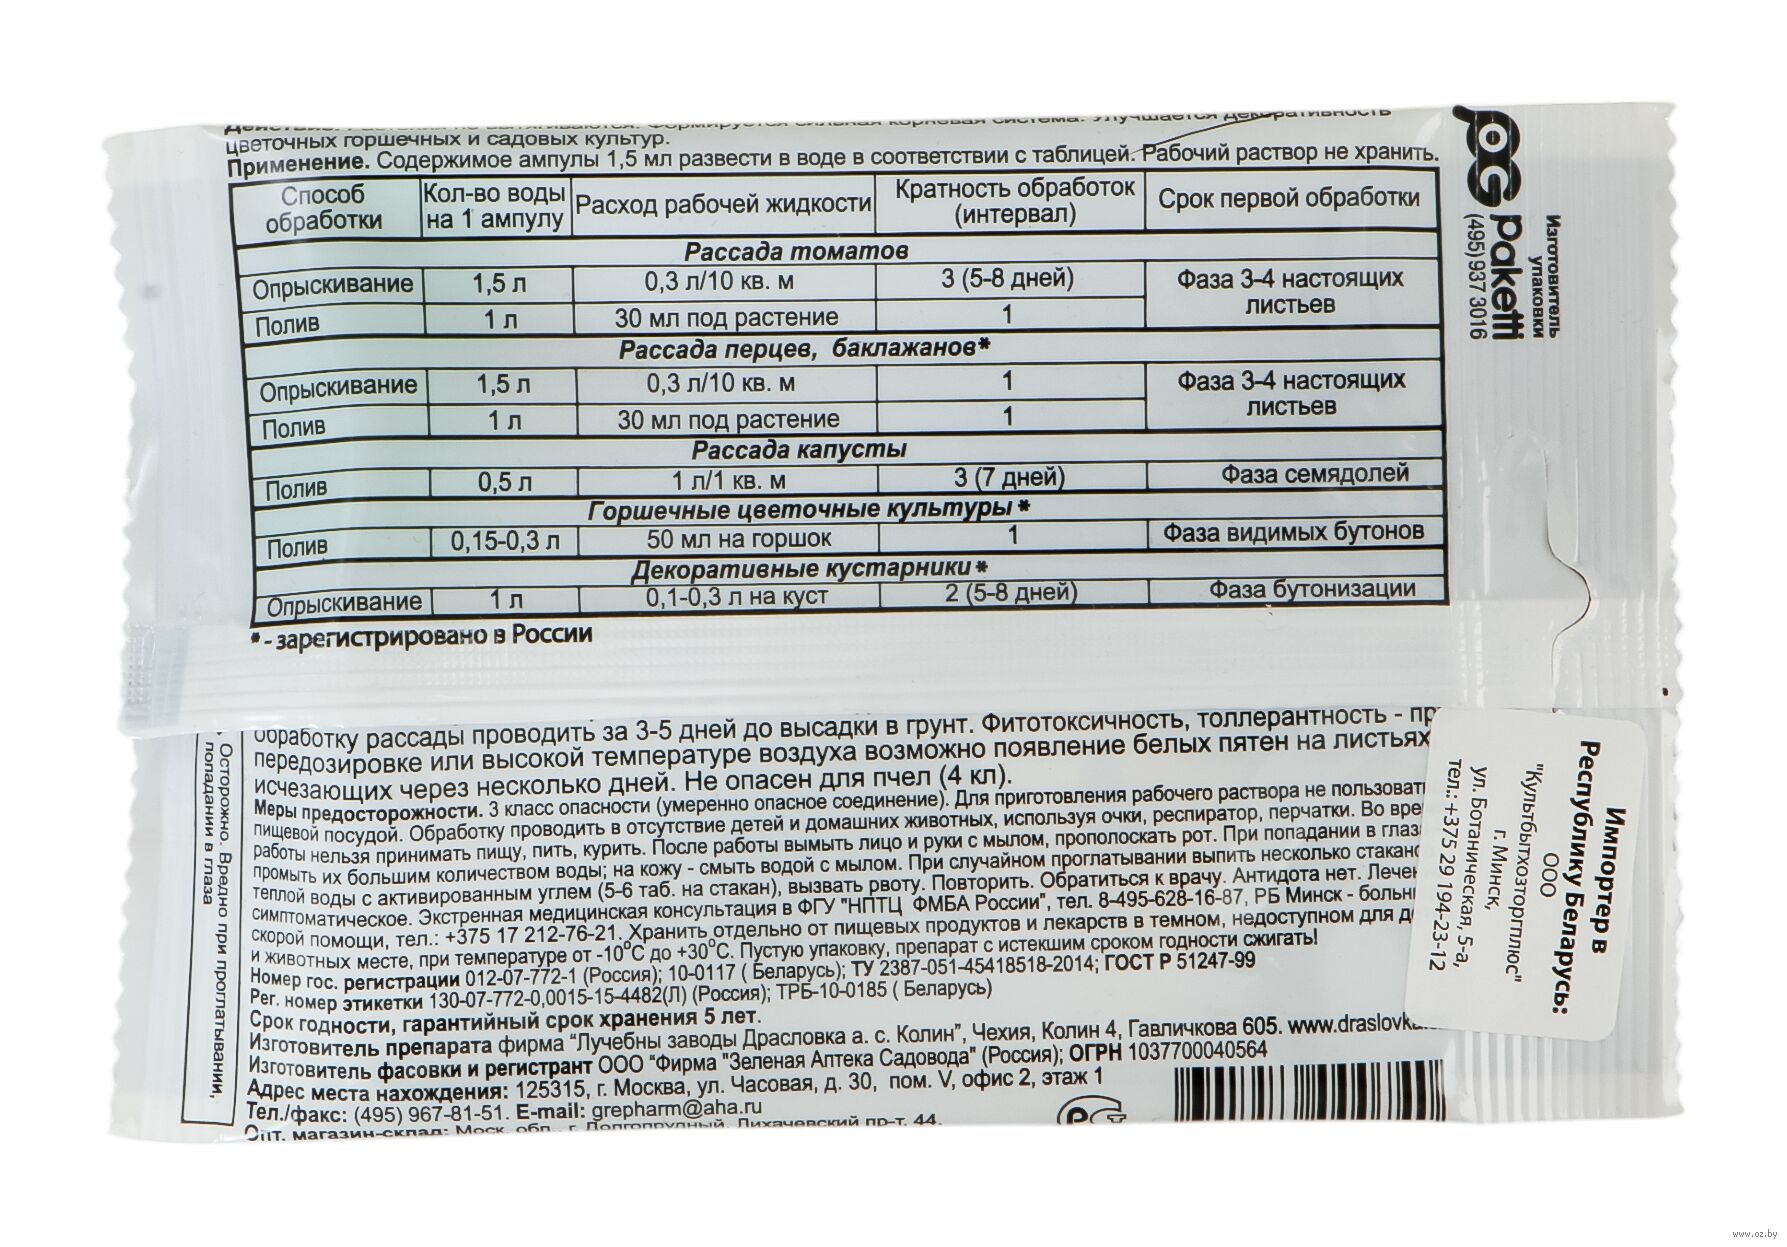 цветочных горшечных и садовых культур.
Применение. Содержимое ампулы 1,5 мл развести в воде в соответствии с таблицей. Рабочий раствор не хранить.
Способ обработки Кол-во воды на 1 ампулу Расход рабочей жидкости Кратность обработок (интервал) Срок первой обработки
Рассада томатов
Опрыскивание 1,5 л 0,3 л/10 кв. м 3 (5-8 дней) Фаза 3-4 настоящих листьев
Полив 1 л 30 мл под растение 1
Рассада перцев, баклажанов*
Опрыскивание 1,5 л 0,3 л/10 кв. м 1 Фаза 3-4 настоящих листьев
Полив 1 л 30 мл под растение 1
Рассада капусты
Полив 0,5 л 1 л/1 кв. м 3 (7 дней) Фаза семядолей
Горшечные цветочные культуры*
Полив 0,15-0,3 л 50 мл на горшок 1 Фаза видимых бутонов
Декоративные кустарники*
Опрыскивание 1 л 0,1-0,3 л на куст 2 (5-8 дней) Фаза бутонизации
* - зарегистрировано в России
Изготовитель
упаковки
PG paketti
(495) 937 3016
обработку рассады проводить за 3-5 дней до высадки в грунт. Фитотоксичность, толлерантность -
передозировке или высокой температуре воздуха возможно появление белых пятен на листьях
исчезающих через несколько дней. Не опасен для пчел (4 кл).
Меры предосторожности. 3 класс опасности (умеренно опасное соединение). Для приготовления рабочего раствора не пользоват
пищевой посудой. Обработку проводить в отсутствие детей и домашних животных, используя очки, респиратор, перчатки. Во вре
работы нельзя принимать пищу, пить, курить. После работы вымыть лицо и руки с мылом, прополоскать рот. При попадании в глаз
промыть их большим количеством воды; на кожу - смыть водой с мылом. При случайном проглатывании выпить несколько стакан
теплой воды с активированным углем (5-6 таб. на стакан), вызвать рвоту. Повторить. Обратиться к врачу. Антидота нет. Лечен
симптоматическое. Экстренная медицинская консультация в ФГУ "НПТЦ ФМБА России", тел. 8-495-628-16-87, РБ Минск - больн
скорой помощи, тел.: +375 17 212-76-21. Хранить отдельно от пищевых продуктов и лекарств в темном, недоступном для д
и животных месте, при температуре от -10°С до +30°С. Пустую упаковку, препарат с истекшим сроком годности сжигать!
Номер гос. регистрации 012-07-772-1 (Россия); 10-0117 ( Беларусь); ТУ 2387-051-45418518-2014; ГОСТ Р 51247-99
Рег. номер этикетки 130-07-772-0,0015-15-4482(Л) (Россия); ТРБ-10-0185 ( Беларусь)
Срок годности, гарантийный срок хранения 5 лет.
Изготовитель препарата фирма "Лучебны заводы Драсловка а. с. Колин", Чехия, Колин 4, Гавличкова 605. www.draslovk
Изготовитель фасовки и регистрант ООО "Фирма "Зеленая Аптека Садовода" (Россия); ОГРН 1037700040564
Адрес места нахождения: 125315, г. Москва, ул. Часовая, д. 30, пом. V, офис 2, этаж 1
Тел./факс: (495) 967-81-51. E-mail: grepharm@aha.ru
Опт. магазин-склад: Моск. обл., г. Долгопрудный, Лихачевский пр-т, 44.
Осторожно. Вредно при проглатывании,
попадании в глаза
Импортер в
Республику Беларусь:
ООО
"Культбытхозторгплюс"
г. Минск,
ул. Ботаническая, 5-а,
тел.:+375 29 194-23-12
www.oz.by